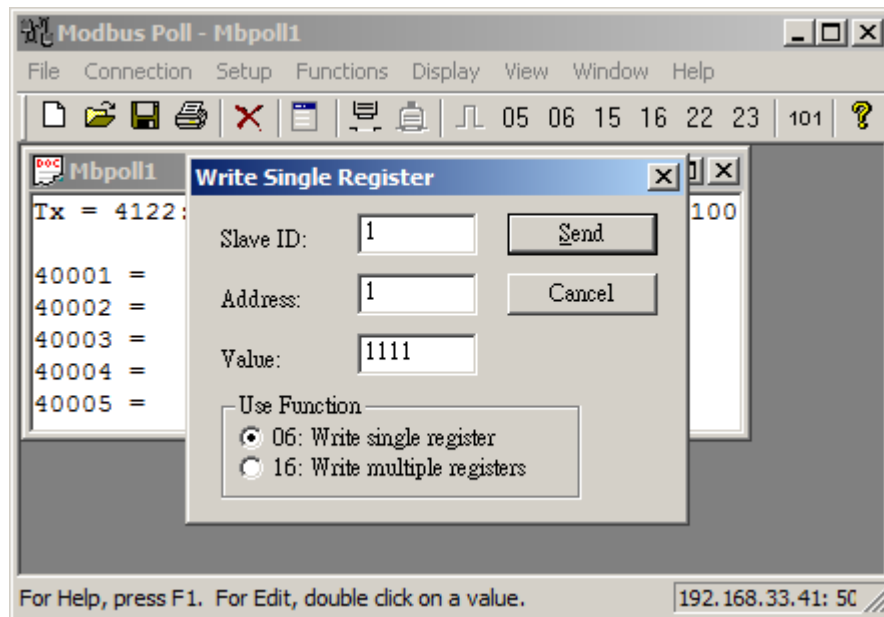 Modbus Poll - Mbpoll1
File Connection Setup Functions Display View Window Help
05 06 15 16 22 23 101
DOC Mbpoll1
Tx = 4122: 100
40001 =
40002 =
40003 =
40004 =
40005 =
Write Single Register
Slave ID: 1 Send
Address: 1 Cancel
Value: 1111
Use Function
06: Write single register
16: Write multiple registers
For Help, press F1. For Edit, double click on a value. 192.168.33.41: 50